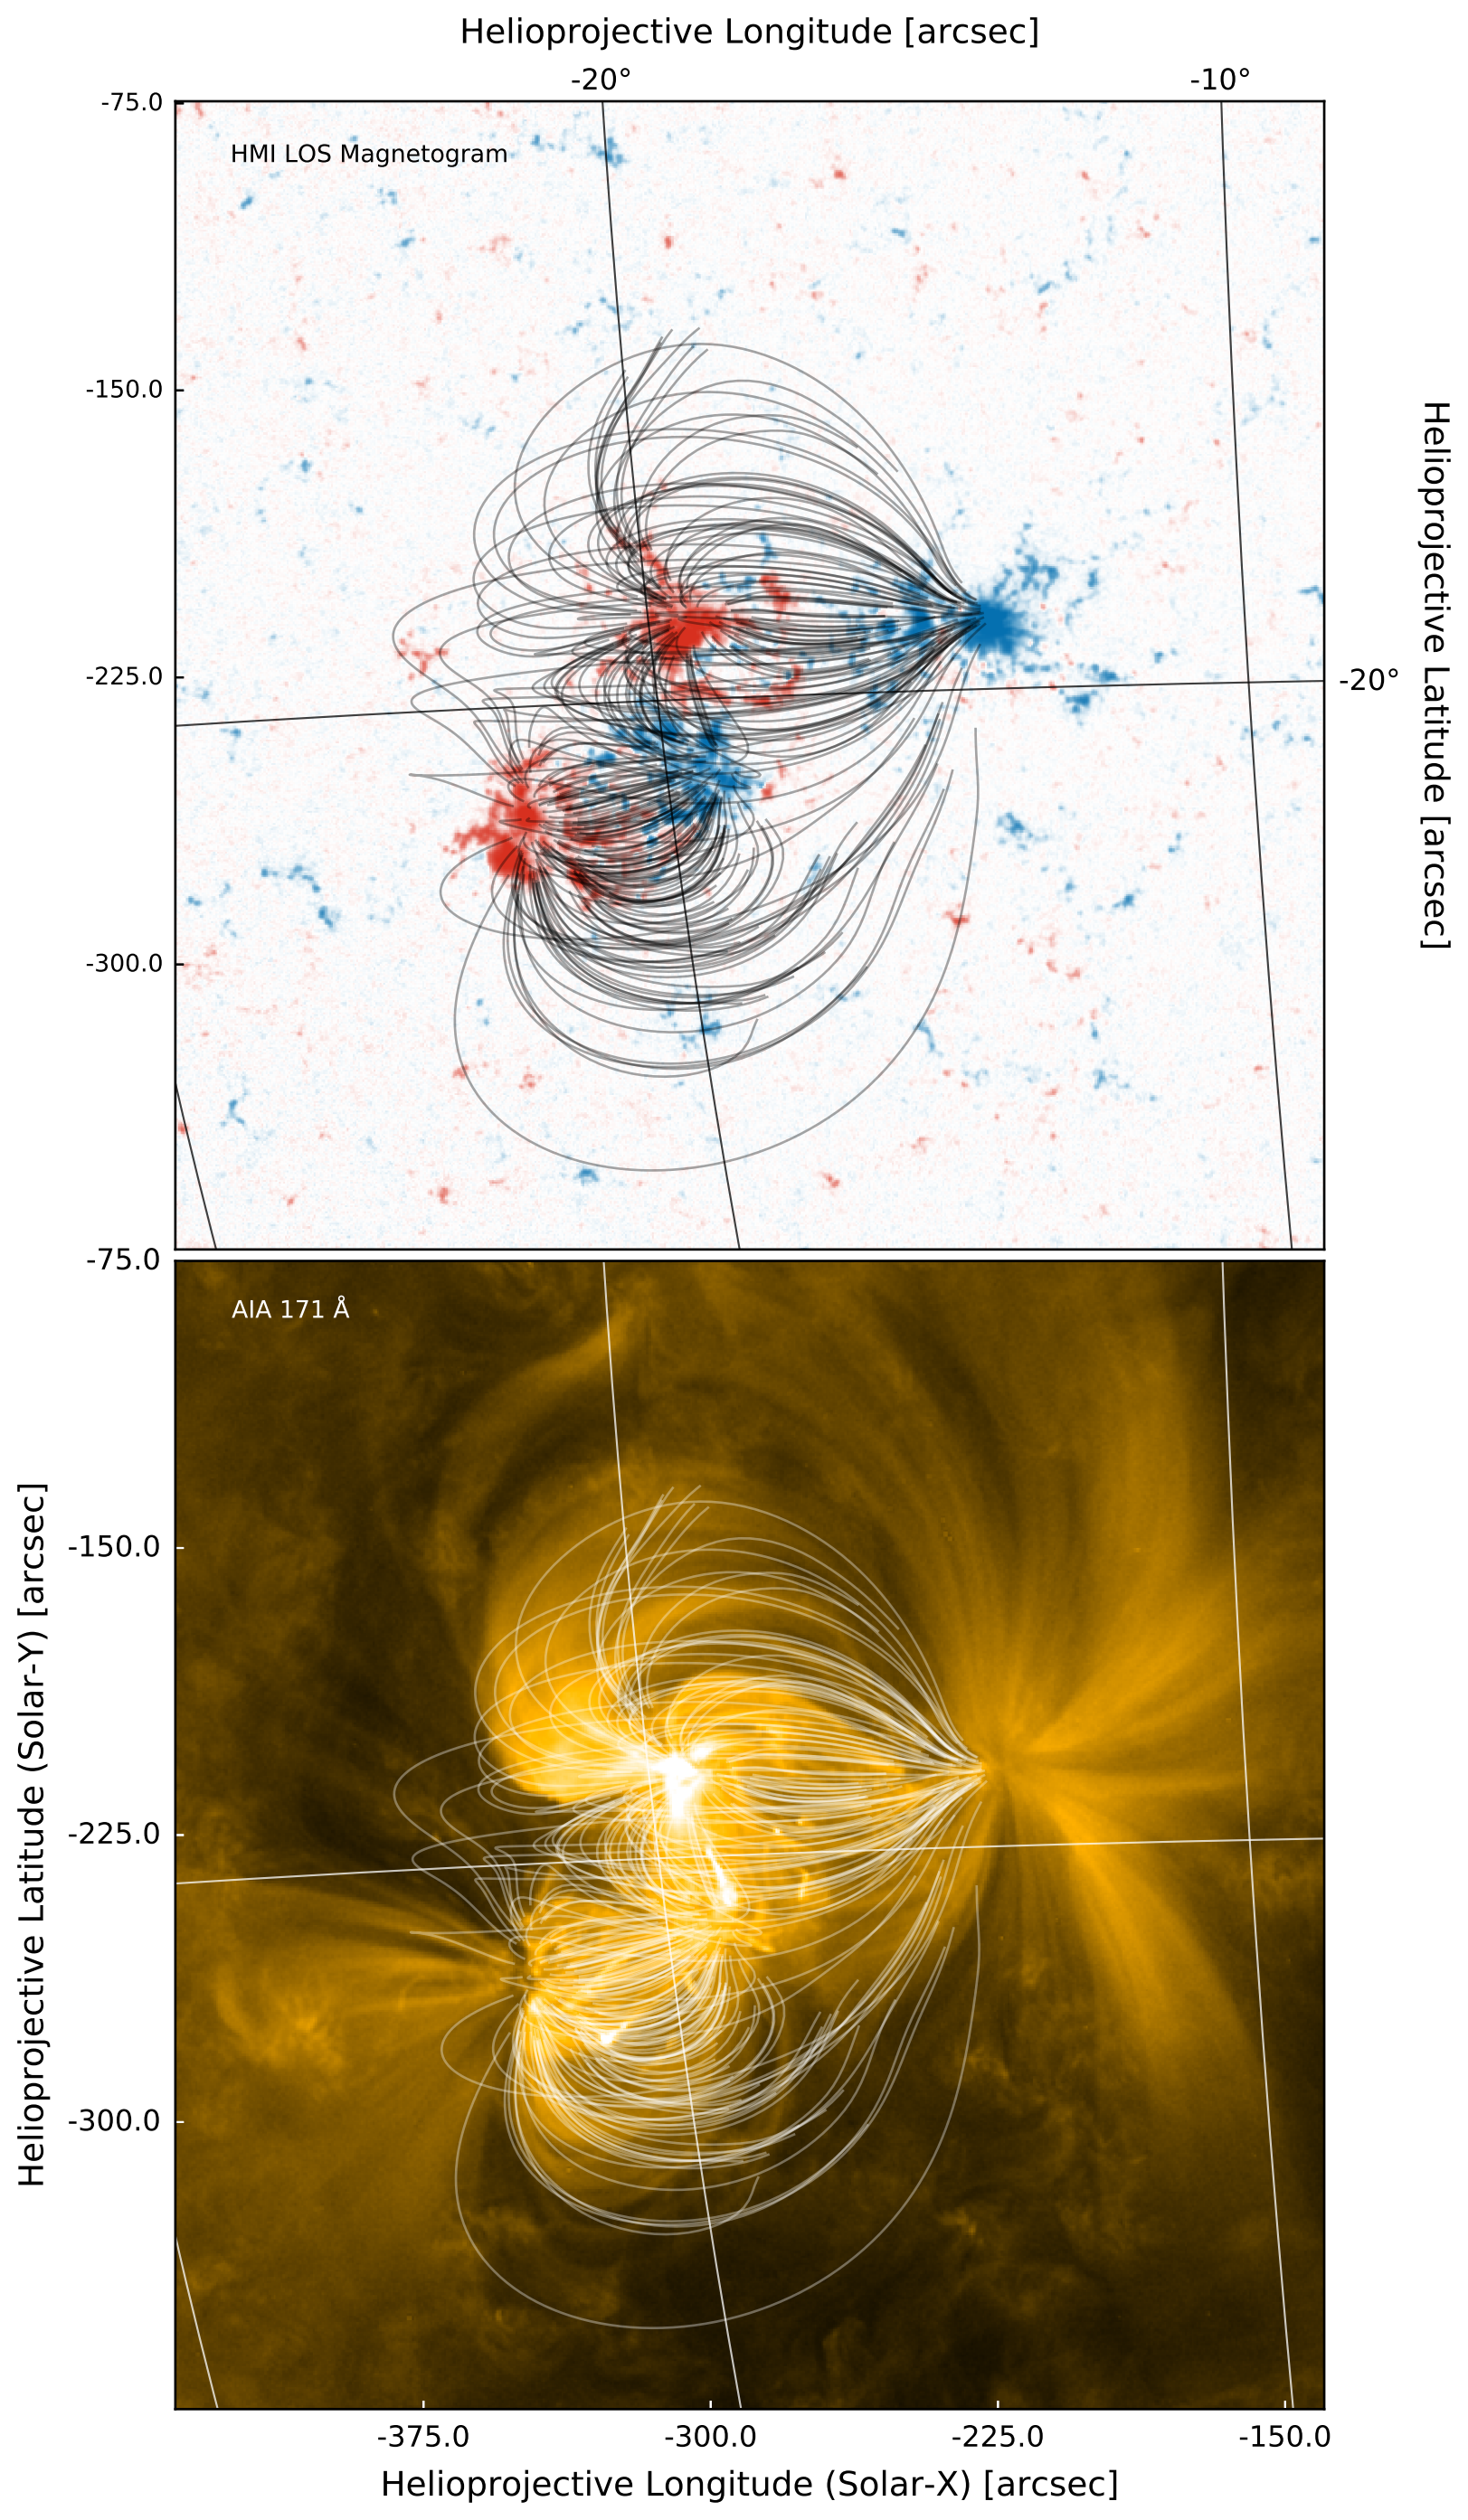 Helioprojective Longitude [arcsec]
-20°
-10°
-75.0
HMI LOS Magnetogram
-150.0
-225.0
-20°
-300.0
Helioprojective Latitude [arcsec]
-75.0
AIA 171 Å
-150.0
-225.0
-300.0
Helioprojective Latitude (Solar-Y) [arcsec]
-375.0
-300.0
-225.0
-150.0
Helioprojective Longitude (Solar-X) [arcsec]